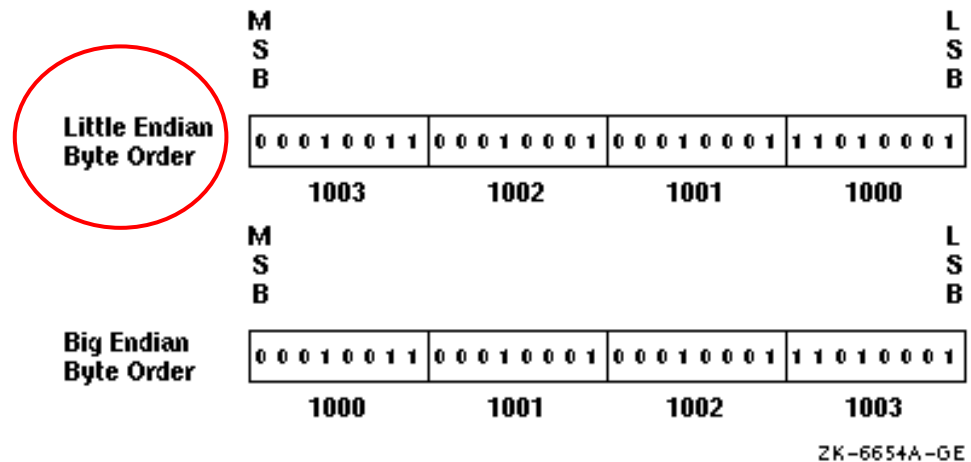 M
S
B
L
S
B
Little Endian
Byte Order
0 0 0 1 0 0 1 1 0 0 0 1 0 0 0 1 0 0 0 1 0 0 0 1 1 1 0 1 0 0 0 1
1003 1002 1001 1000
M
S
B
L
S
B
Big Endian
Byte Order
0 0 0 1 0 0 1 1 0 0 0 1 0 0 0 1 0 0 0 1 0 0 0 1 1 1 0 1 0 0 0 1
1000 1001 1002 1003
ZK-6654A-GE